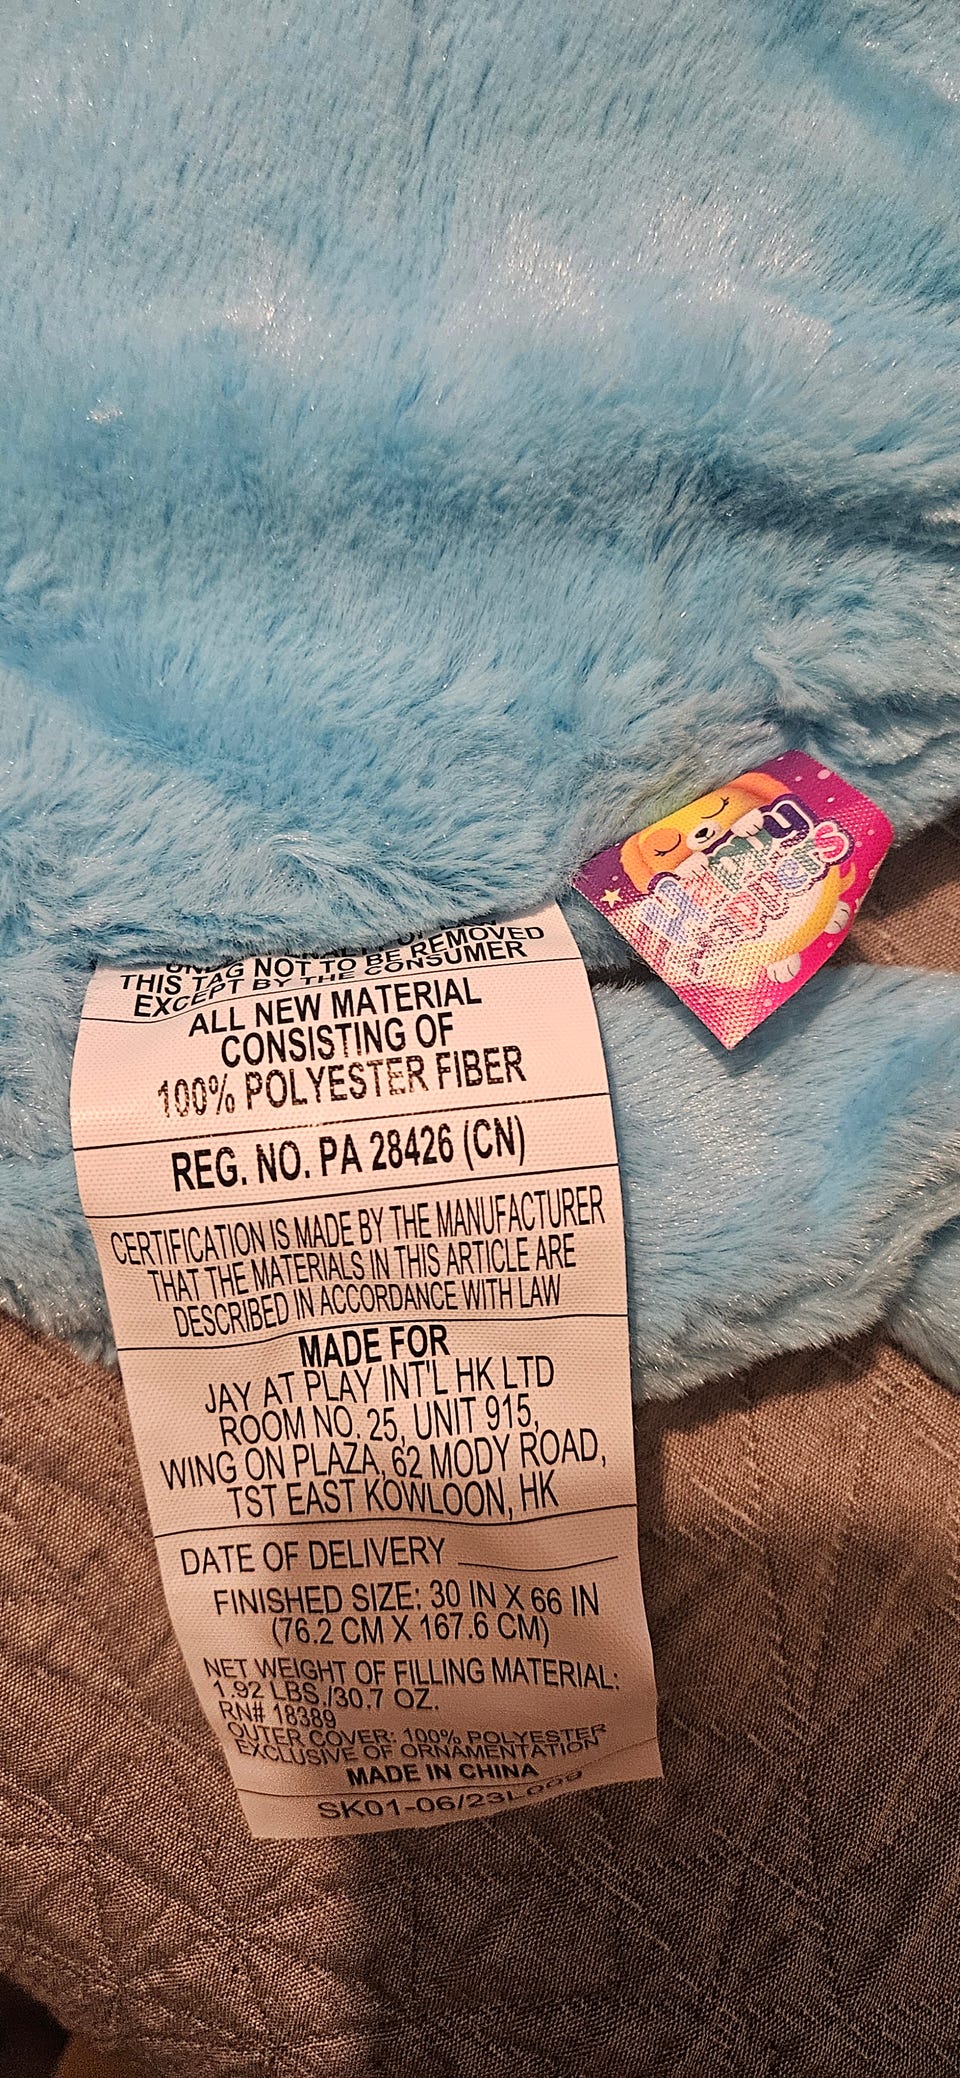 THIS TAG NOT TO BE REMOVED
EXCEPT BY THE CONSUMER
ALL NEW MATERIAL
CONSISTING OF
100% POLYESTER FIBER
REG. NO. PA 28426 (CN)
CERTIFICATION IS MADE BY THE MANUFACTURER
THAT THE MATERIALS IN THIS ARTICLE ARE
DESCRIBED IN ACCORDANCE WITH LAW
MADE FOR
JAY AT PLAY INT'L HK LTD
ROOM NO. 25, UNIT 915,
WING ON PLAZA, 62 MODY ROAD,
TST EAST KOWLOON, HK
DATE OF DELIVERY
FINISHED SIZE: 30 IN X 66 IN
(76.2 CM X 167.6 CM)
NET WEIGHT OF FILLING MATERIAL:
1.92 LBS./30.7 OZ.
RN# 18389
OUTER COVER: 100% POLYESTER
EXCLUSIVE OF ORNAMENTATION
MADE IN CHINA